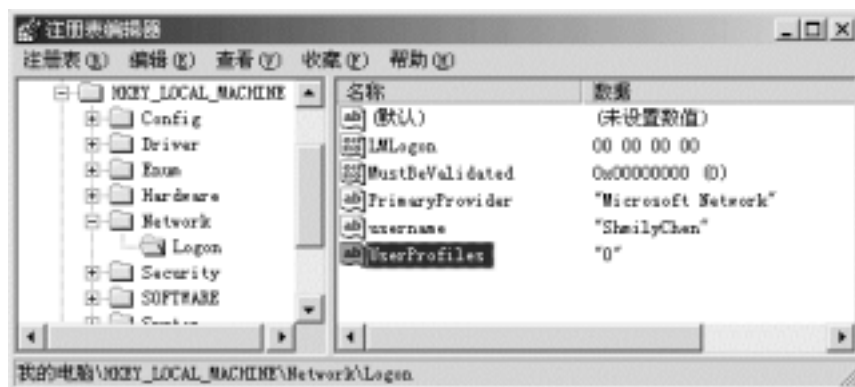 注册表编辑器
注册表(R) 编辑(E) 查看(V) 收藏(F) 帮助(H)
HKEY_LOCAL_MACHINE
Config
Driver
Enum
Hardware
Network
Logon
Security
SOFTWARE
System
名称 数据
(默认) (未设置数值)
LMLogon 00 00 00 00
MustBeValidated 0x00000000 (0)
PrimaryProvider "Microsoft Network"
username "ShmilyChen"
UserProfiles "0"
我的电脑\HKEY_LOCAL_MACHINE\Network\Logon